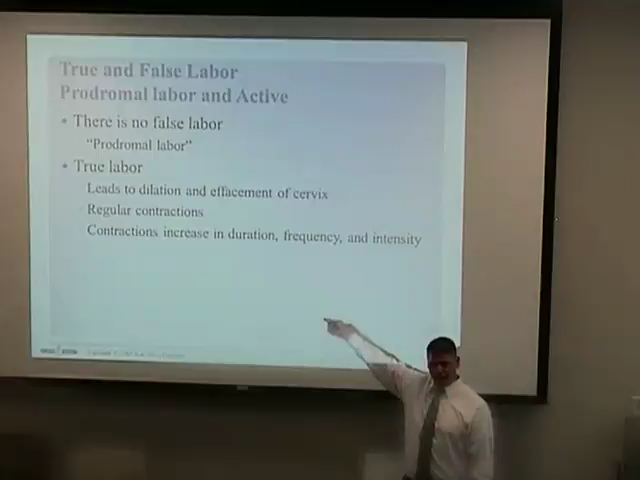 True and False Labor
Prodromal labor and Active
• There is no false labor
"Prodromal labor"
• True labor
Leads to dilation and effacement of cervix
Regular contractions
Contractions increase in duration, frequency, and intensity